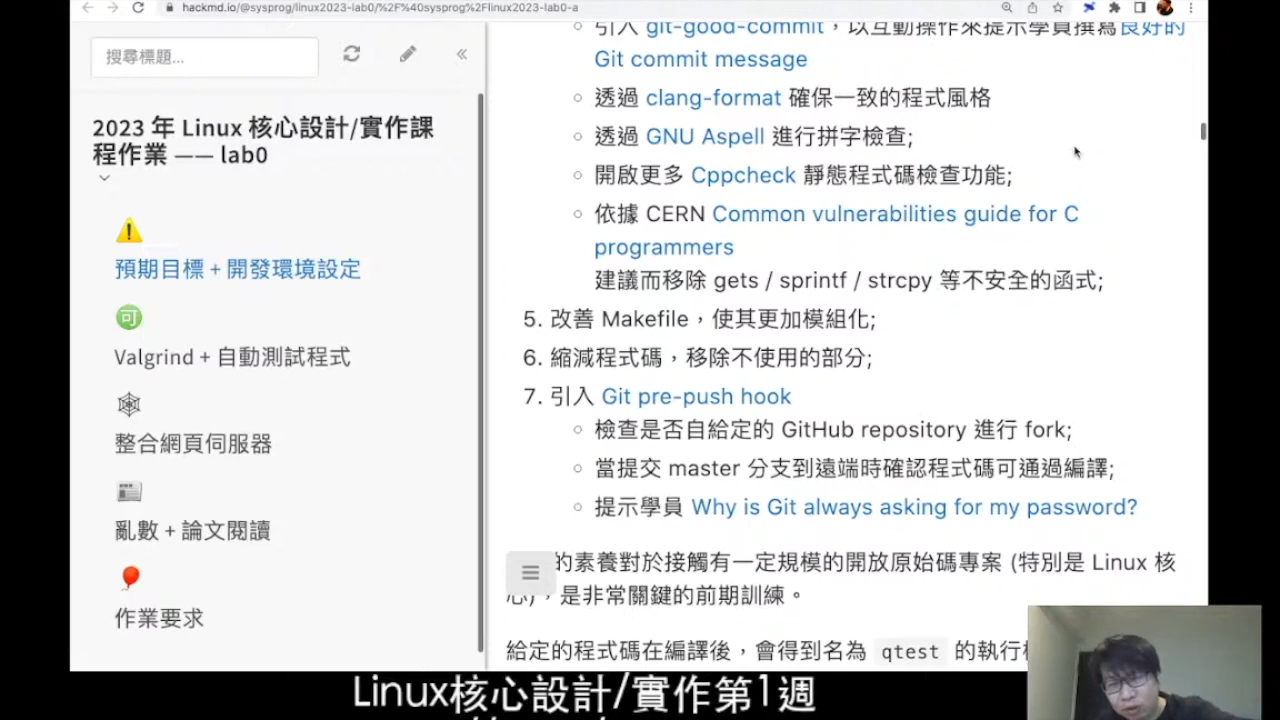 hackmd.io/@sysprog/linux2023-lab0/%2F%40sysprog%2Flinux2023-lab0-a
搜尋標題...
2023 年 Linux 核心設計/實作課
程作業 —— lab0
預期目標 + 開發環境設定
可
Valgrind + 自動測試程式
整合網頁伺服器
亂數 + 論文閱讀
作業要求
引入 git-good-commit，以互動操作來提示學員撰寫良好的
Git commit message
透過 clang-format 確保一致的程式風格
透過 GNU Aspell 進行拼字檢查;
開啟更多 Cppcheck 靜態程式碼檢查功能;
依據 CERN Common vulnerabilities guide for C
programmers
建議而移除 gets / sprintf / strcpy 等不安全的函式;
5. 改善 Makefile，使其更加模組化;
6. 縮減程式碼，移除不使用的部分;
7. 引入 Git pre-push hook
檢查是否自給定的 GitHub repository 進行 fork;
當提交 master 分支到遠端時確認程式碼可通過編譯;
提示學員 Why is Git always asking for my password?
的素養對於接觸有一定規模的開放原始碼專案 (特別是 Linux 核
心)，是非常關鍵的前期訓練。
給定的程式碼在編譯後，會得到名為 qtest 的執行
Linux核心設計/實作第1週